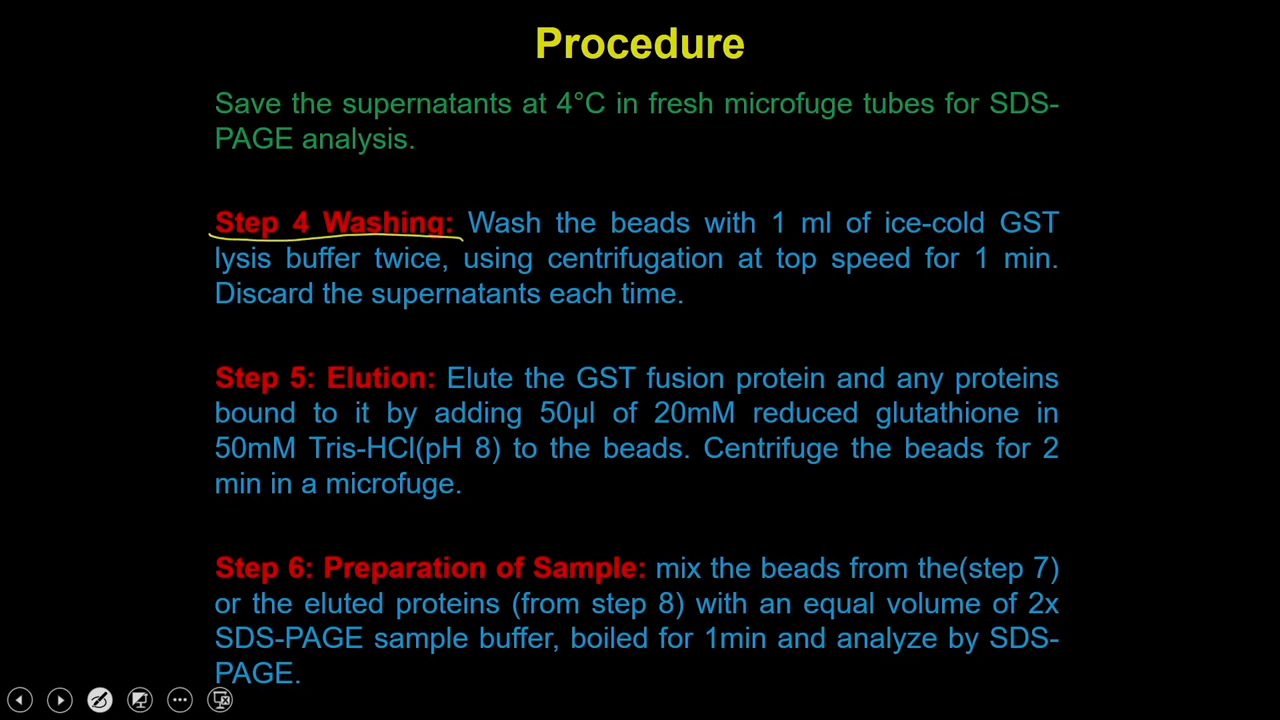 Procedure
Save the supernatants at 4°C in fresh microfuge tubes for SDS-
PAGE analysis.
Step 4 Washing: Wash the beads with 1 ml of ice-cold GST
lysis buffer twice, using centrifugation at top speed for 1 min.
Discard the supernatants each time.
Step 5: Elution: Elute the GST fusion protein and any proteins
bound to it by adding 50µl of 20mM reduced glutathione in
50mM Tris-HCl(pH 8) to the beads. Centrifuge the beads for 2
min in a microfuge.
Step 6: Preparation of Sample: mix the beads from the(step 7)
or the eluted proteins (from step 8) with an equal volume of 2x
SDS-PAGE sample buffer, boiled for 1min and analyze by SDS-
PAGE.